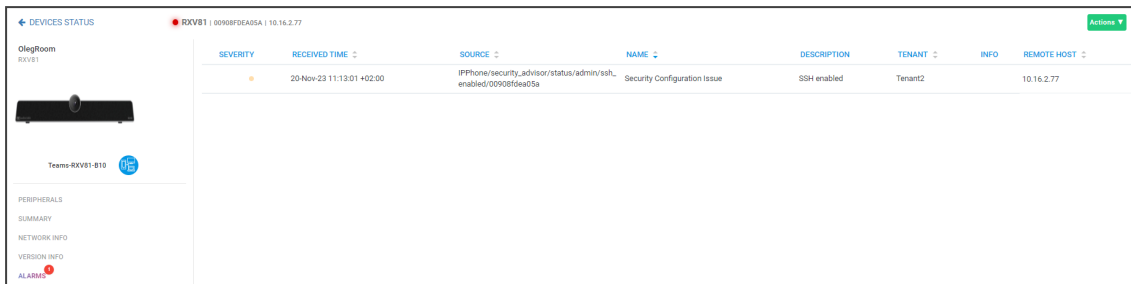 ← DEVICES STATUS
RXV81 | 00908FDEA05A | 10.16.2.77
Actions ▼
OlegRoom
RXV81
SEVERITY RECEIVED TIME SOURCE NAME DESCRIPTION TENANT INFO REMOTE HOST
20-Nov-23 11:13:01 +02:00 IPPhone/security_advisor/status/admin/ssh_ Security Configuration Issue SSH enabled Tenant2 10.16.2.77
enabled/00908fdea05a
Teams-RXV81-B10
PERIPHERALS
SUMMARY
NETWORK INFO
VERSION INFO
ALARMS 1